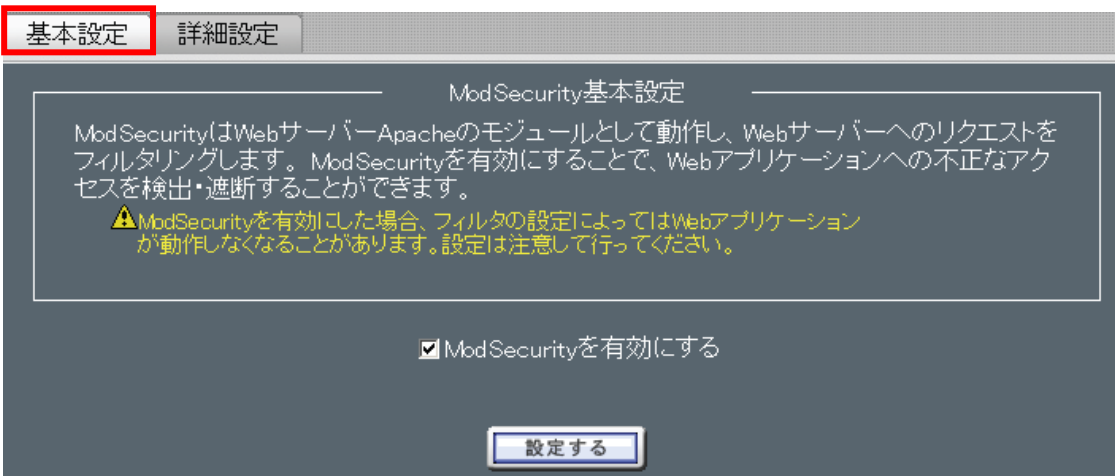 基本設定
詳細設定
ModSecurity基本設定
ModSecurityはWebサーバーApacheのモジュールとして動作し、Webサーバーへのリクエストを
フィルタリングします。ModSecurityを有効にすることで、Webアプリケーションへの不正なアク
セスを検出・遮断することができます。
ModSecurityを有効にした場合、フィルタの設定によってはWebアプリケーション
が動作しなくなることがあります。設定は注意して行ってください。
ModSecurityを有効にする
設定する